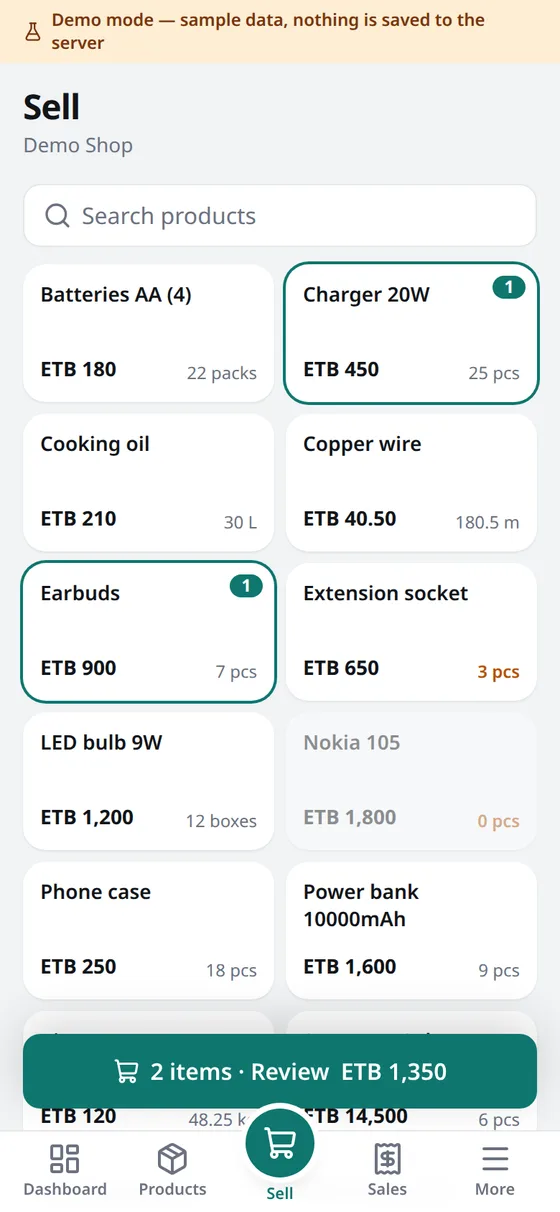 Demo mode — sample data, nothing is saved to the
server
Sell
Demo Shop
Search products
Batteries AA (4)
ETB 180
22 packs
Charger 20W
1
ETB 450
25 pcs
Cooking oil
ETB 210
30 L
Copper wire
ETB 40.50
180.5 m
Earbuds
1
ETB 900
7 pcs
Extension socket
ETB 650
3 pcs
LED bulb 9W
ETB 1,200
12 boxes
Nokia 105
ETB 1,800
0 pcs
Phone case
ETB 250
18 pcs
Power bank
10000mAh
ETB 1,600
9 pcs
2 items · Review ETB 1,350
ETB 120
48.25
ETB 14,500
6 pcs
Dashboard
Products
Sell
Sales
More